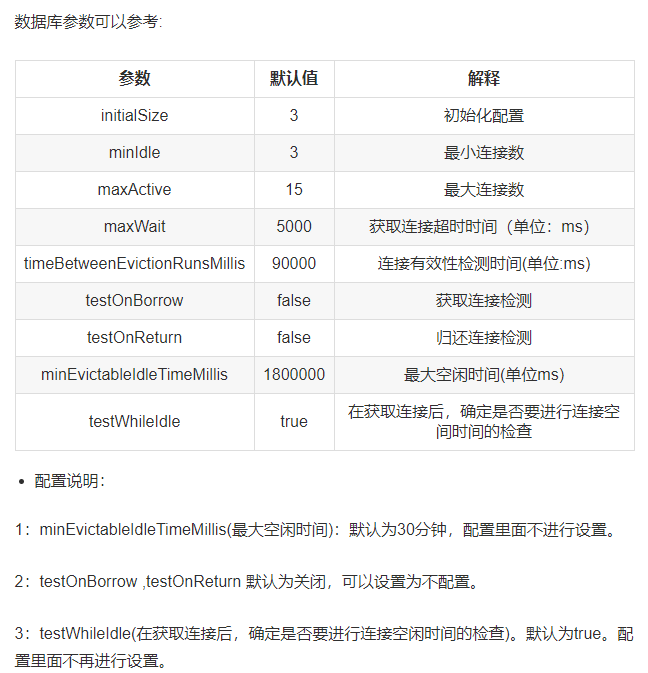 数据库参数可以参考:
参数 默认值 解释
initialSize 3 初始化配置
minIdle 3 最小连接数
maxActive 15 最大连接数
maxWait 5000 获取连接超时时间（单位：ms）
timeBetweenEvictionRunsMillis 90000 连接有效性检测时间(单位:ms)
testOnBorrow false 获取连接检测
testOnReturn false 归还连接检测
minEvictableIdleTimeMillis 1800000 最大空闲时间(单位ms)
testWhileIdle true 在获取连接后，确定是否要进行连接空
间时间的检查
• 配置说明：
1：minEvictableIdleTimeMillis(最大空闲时间)：默认为30分钟，配置里面不进行设置。
2：testOnBorrow ,testOnReturn 默认为关闭，可以设置为不配置。
3：testWhileIdle(在获取连接后，确定是否要进行连接空闲时间的检查)。默认为true。配
置里面不再进行设置。